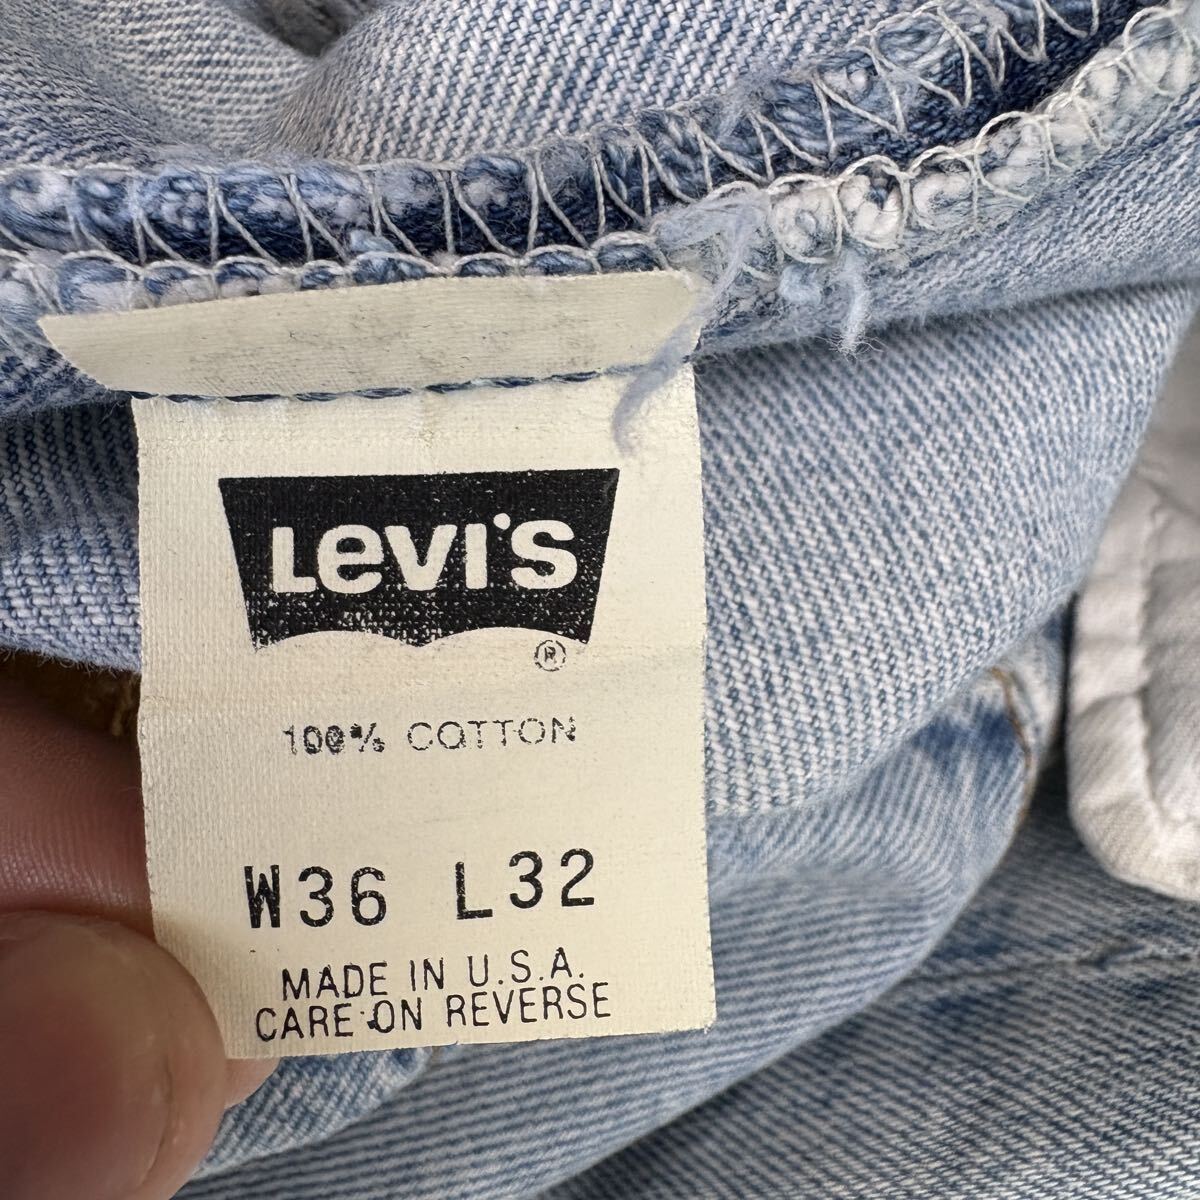 LEVI'S
®
100% COTTON
W36 L32
MADE IN U.S.A.
CARE ON REVERSE